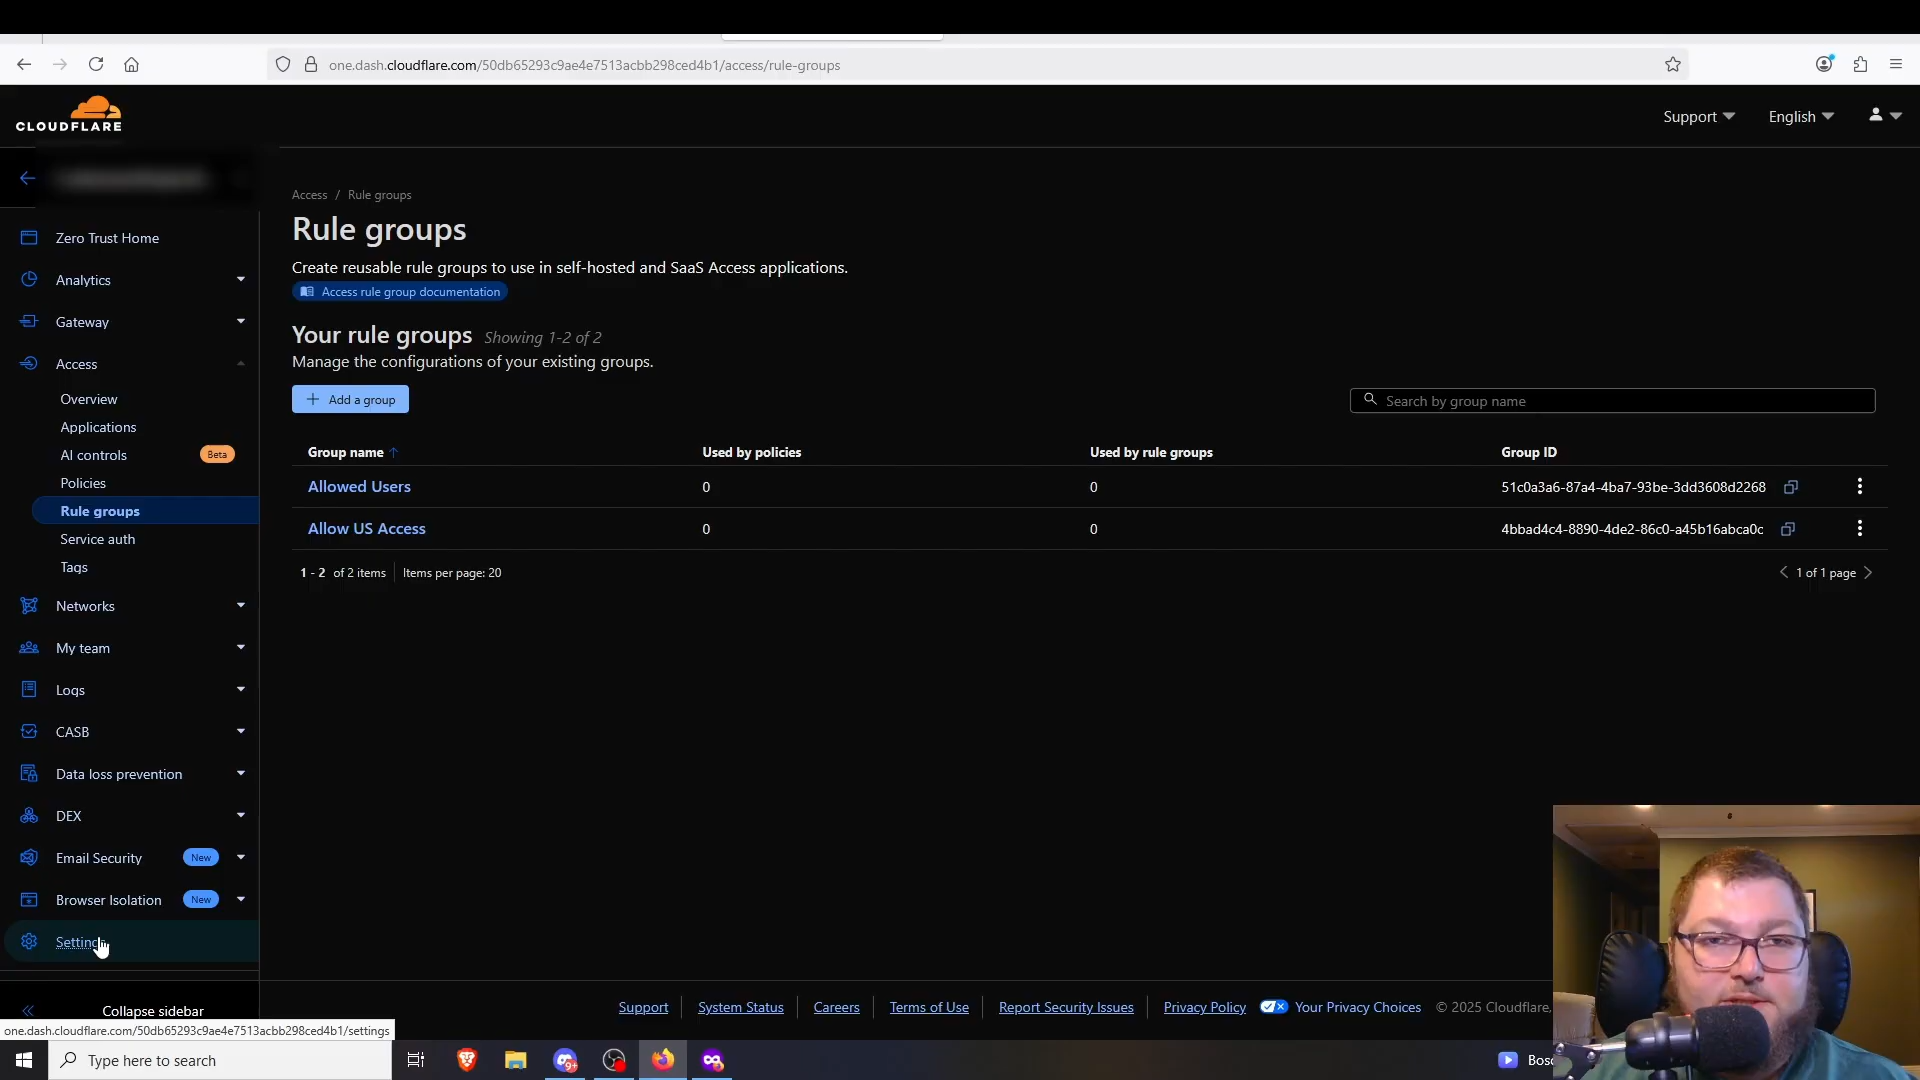 one.dash.cloudflare.com/50db65293c9ae4e7513acbb298ced4b1/access/rule-groups
CLOUDFLARE
Support
English
Zero Trust Home
Analytics
Gateway
Access
Overview
Applications
AI controls Beta
Policies
Rule groups
Service auth
Tags
Networks
My team
Logs
CASB
Data loss prevention
DEX
Email Security New
Browser Isolation New
Settings
Collapse sidebar
Access / Rule groups
Rule groups
Create reusable rule groups to use in self-hosted and SaaS Access applications.
Access rule group documentation
Your rule groups Showing 1-2 of 2
Manage the configurations of your existing groups.
+ Add a group
Search by group name
Group name ↑ Used by policies Used by rule groups Group ID
Allowed Users 0 0 51c0a3a6-87a4-4ba7-93be-3dd3608d2268
Allow US Access 0 0 4bbad4c4-8890-4de2-86c0-a45b16abca0c
1 - 2 of 2 items Items per page: 20
1 of 1 page
Support System Status Careers Terms of Use Report Security Issues Privacy Policy Your Privacy Choices © 2025 Cloudflare,
one.dash.cloudflare.com/50db65293c9ae4e7513acbb298ced4b1/settings
Type here to search
9+